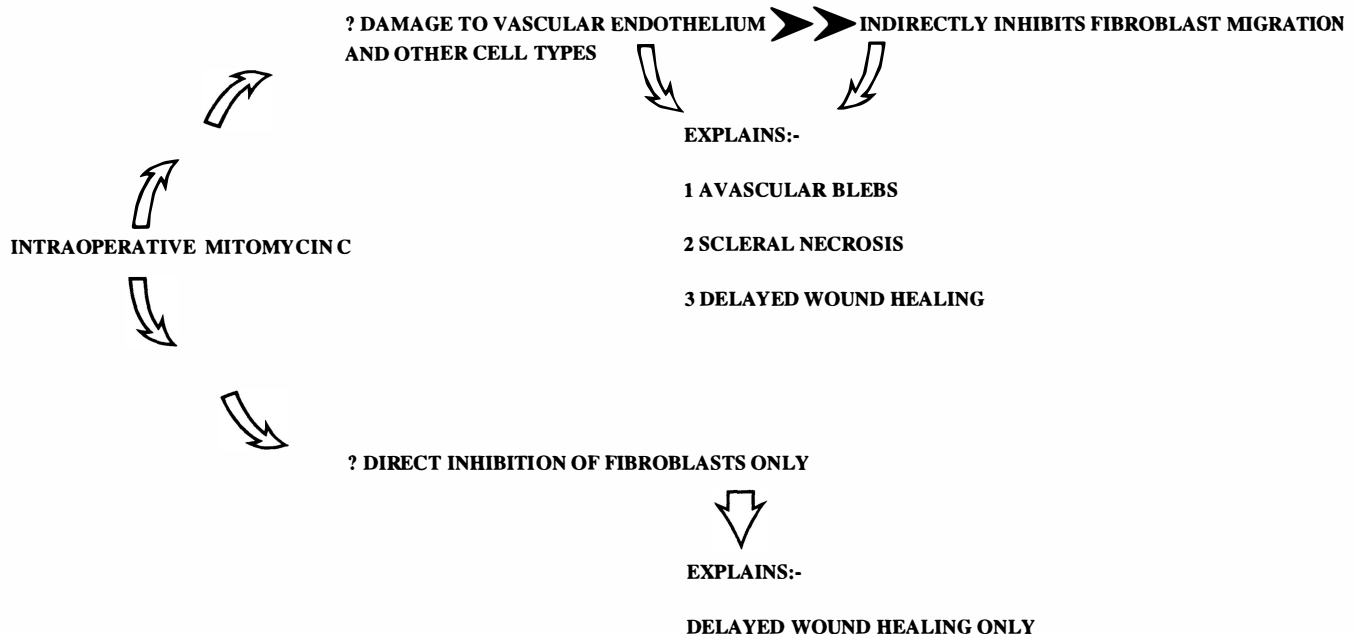 ? DAMAGE TO VASCULAR ENDOTHELIUM INDIRECTLY INHIBITS FIBROBLAST MIGRATION
AND OTHER CELL TYPES
EXPLAINS:-
1 AVASCULAR BLEBS
INTRAOPERATIVE MITOMYCIN C
2 SCLERAL NECROSIS
3 DELAYED WOUND HEALING
? DIRECT INHIBITION OF FIBROBLASTS ONLY
EXPLAINS:-
DELAYED WOUND HEALING ONLY